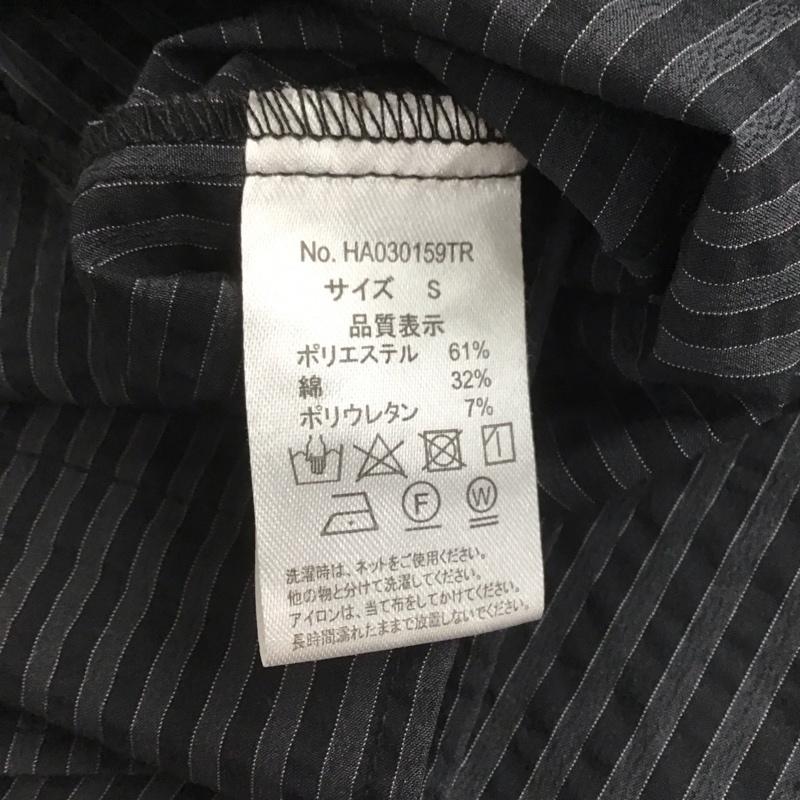 No. HA030159TR
サイズ S
品質表示
ポリエステル 61%
綿 32%
ポリウレタン 7%
F W
洗濯時は、ネットをご使用ください。
他の物と分けて洗濯してください。
アイロンは、当て布をしてかけてください。
長時間濡れたままで放置しないでください。